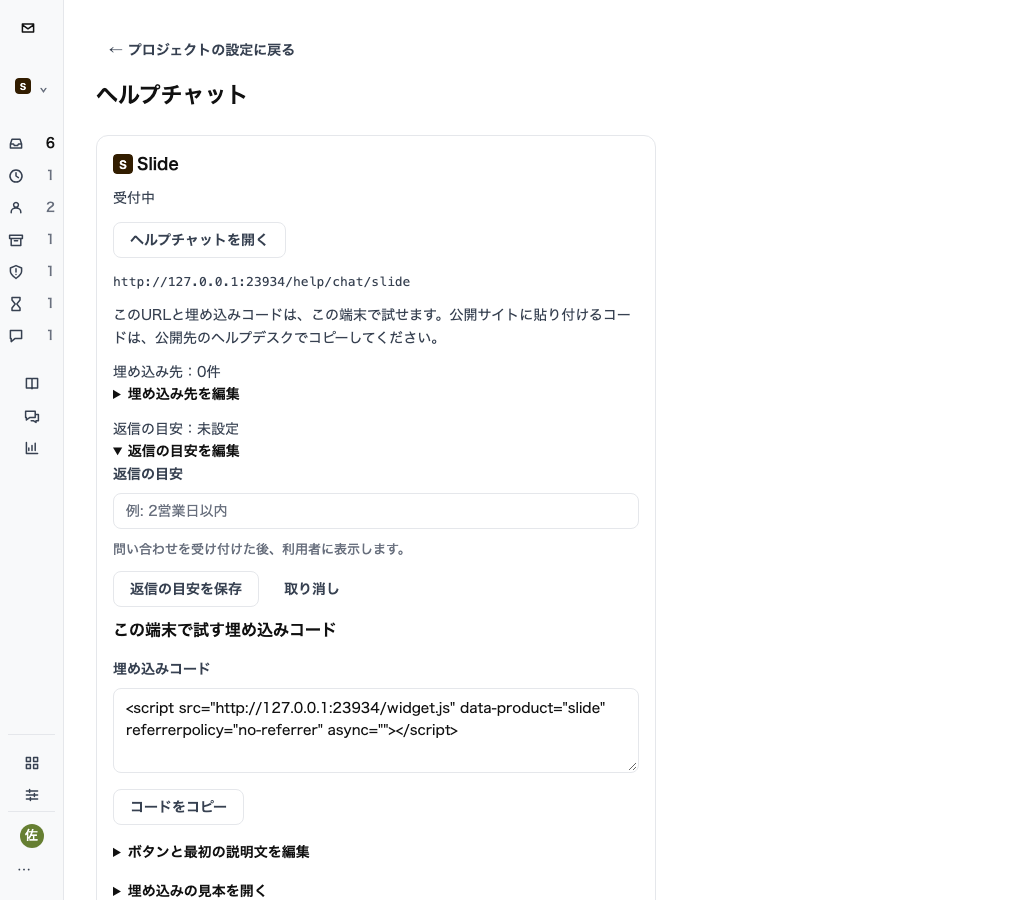 ← プロジェクトの設定に戻る
ヘルプチャット
S
S Slide
受付中
ヘルプチャットを開く
http://127.0.0.1:23934/help/chat/slide
このURLと埋め込みコードは、この端末で試せます。公開サイトに貼り付けるコー
ドは、公開先のヘルプデスクでコピーしてください。
埋め込み先：0件
▶ 埋め込み先を編集
返信の目安：未設定
▼ 返信の目安を編集
返信の目安
例: 2営業日以内
問い合わせを受け付けた後、利用者に表示します。
返信の目安を保存
取り消し
この端末で試す埋め込みコード
埋め込みコード
<script src="http://127.0.0.1:23934/widget.js" data-product="slide"
referrerpolicy="no-referrer" async=""></script>
コードをコピー
▶ ボタンと最初の説明文を編集
▶ 埋め込みの見本を開く
6
1
2
1
1
1
1
佐
…